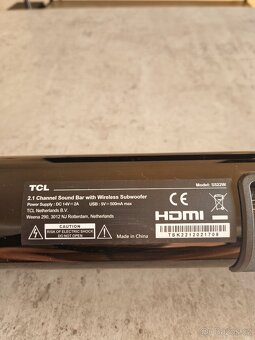 TCL
Model: S522W
2.1 Channel Sound Bar with Wireless Subwoofer
Power Supply : DC 14V ⎓ 2A USB : 5V ⎓ 500mA max
TCL Netherlands B.V.
Weena 290, 3012 NJ Rotterdam, Netherlands
CAUTION
RISK OF ELECTRIC SHOCK
DO NOT OPEN
Made in China
CE
HDMI
TSK2212021708